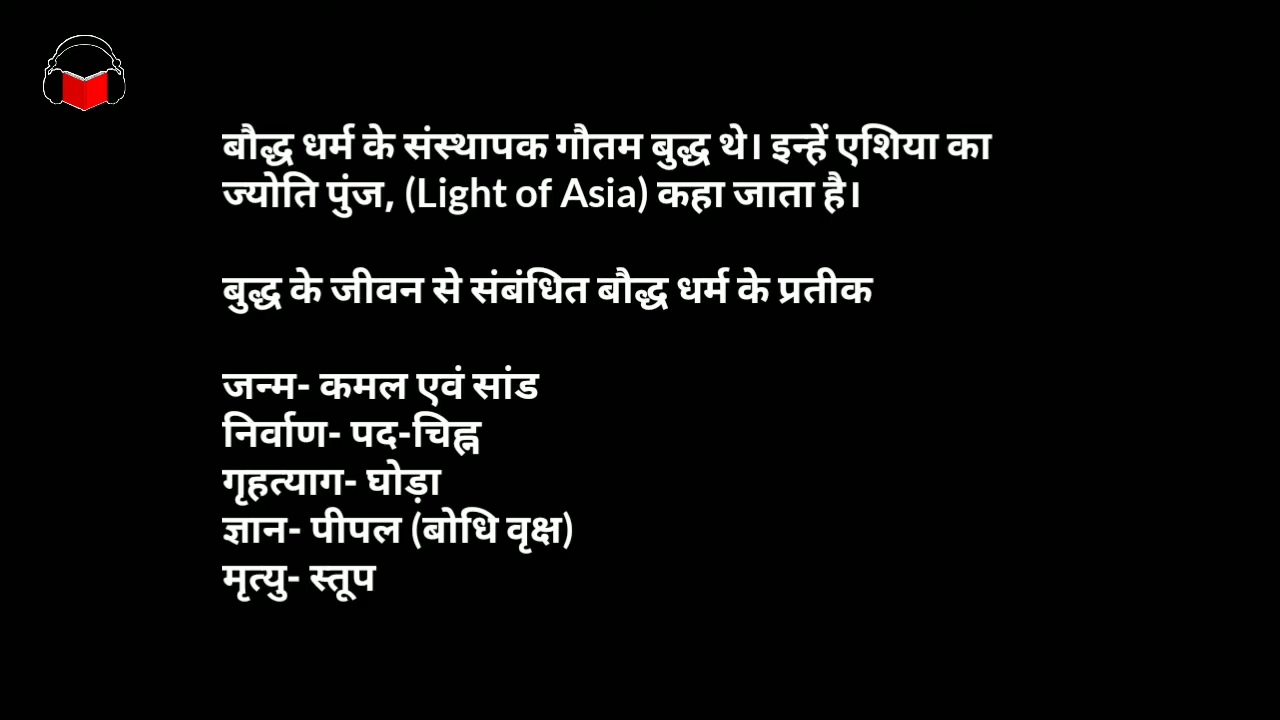 बौद्ध धर्म के संस्थापक गौतम बुद्ध थे। इन्हें एशिया का
ज्योति पुंज, (Light of Asia) कहा जाता है।
बुद्ध के जीवन से संबंधित बौद्ध धर्म के प्रतीक
जन्म- कमल एवं सांड
निर्वाण- पद-चिह्न
गृहत्याग- घोड़ा
ज्ञान- पीपल (बोधि वृक्ष)
मृत्यु- स्तूप